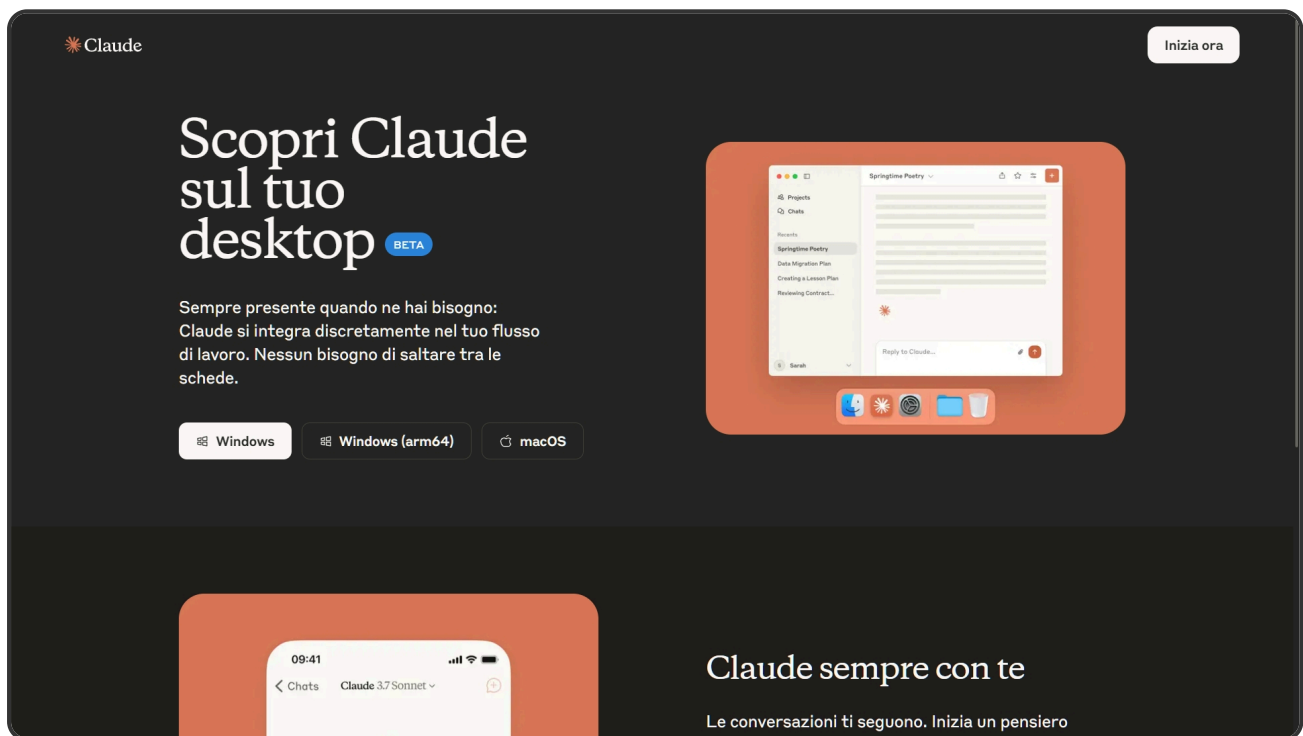 Claude
Inizia ora
Scopri Claude
sul tuo
desktop BETA
Sempre presente quando ne hai bisogno:
Claude si integra discretamente nel tuo flusso
di lavoro. Nessun bisogno di saltare tra le
schede.
Windows
Windows (arm64)
macOS
Springtime Poetry
Projects
Chats
Recents
Springtime Poetry
Data Migration Plan
Creating a Lesson Plan
Reviewing Contract...
Reply to Claude...
Sarah
09:41
Chats
Claude 3.7 Sonnet
Claude sempre con te
Le conversazioni ti seguono. Inizia un pensiero